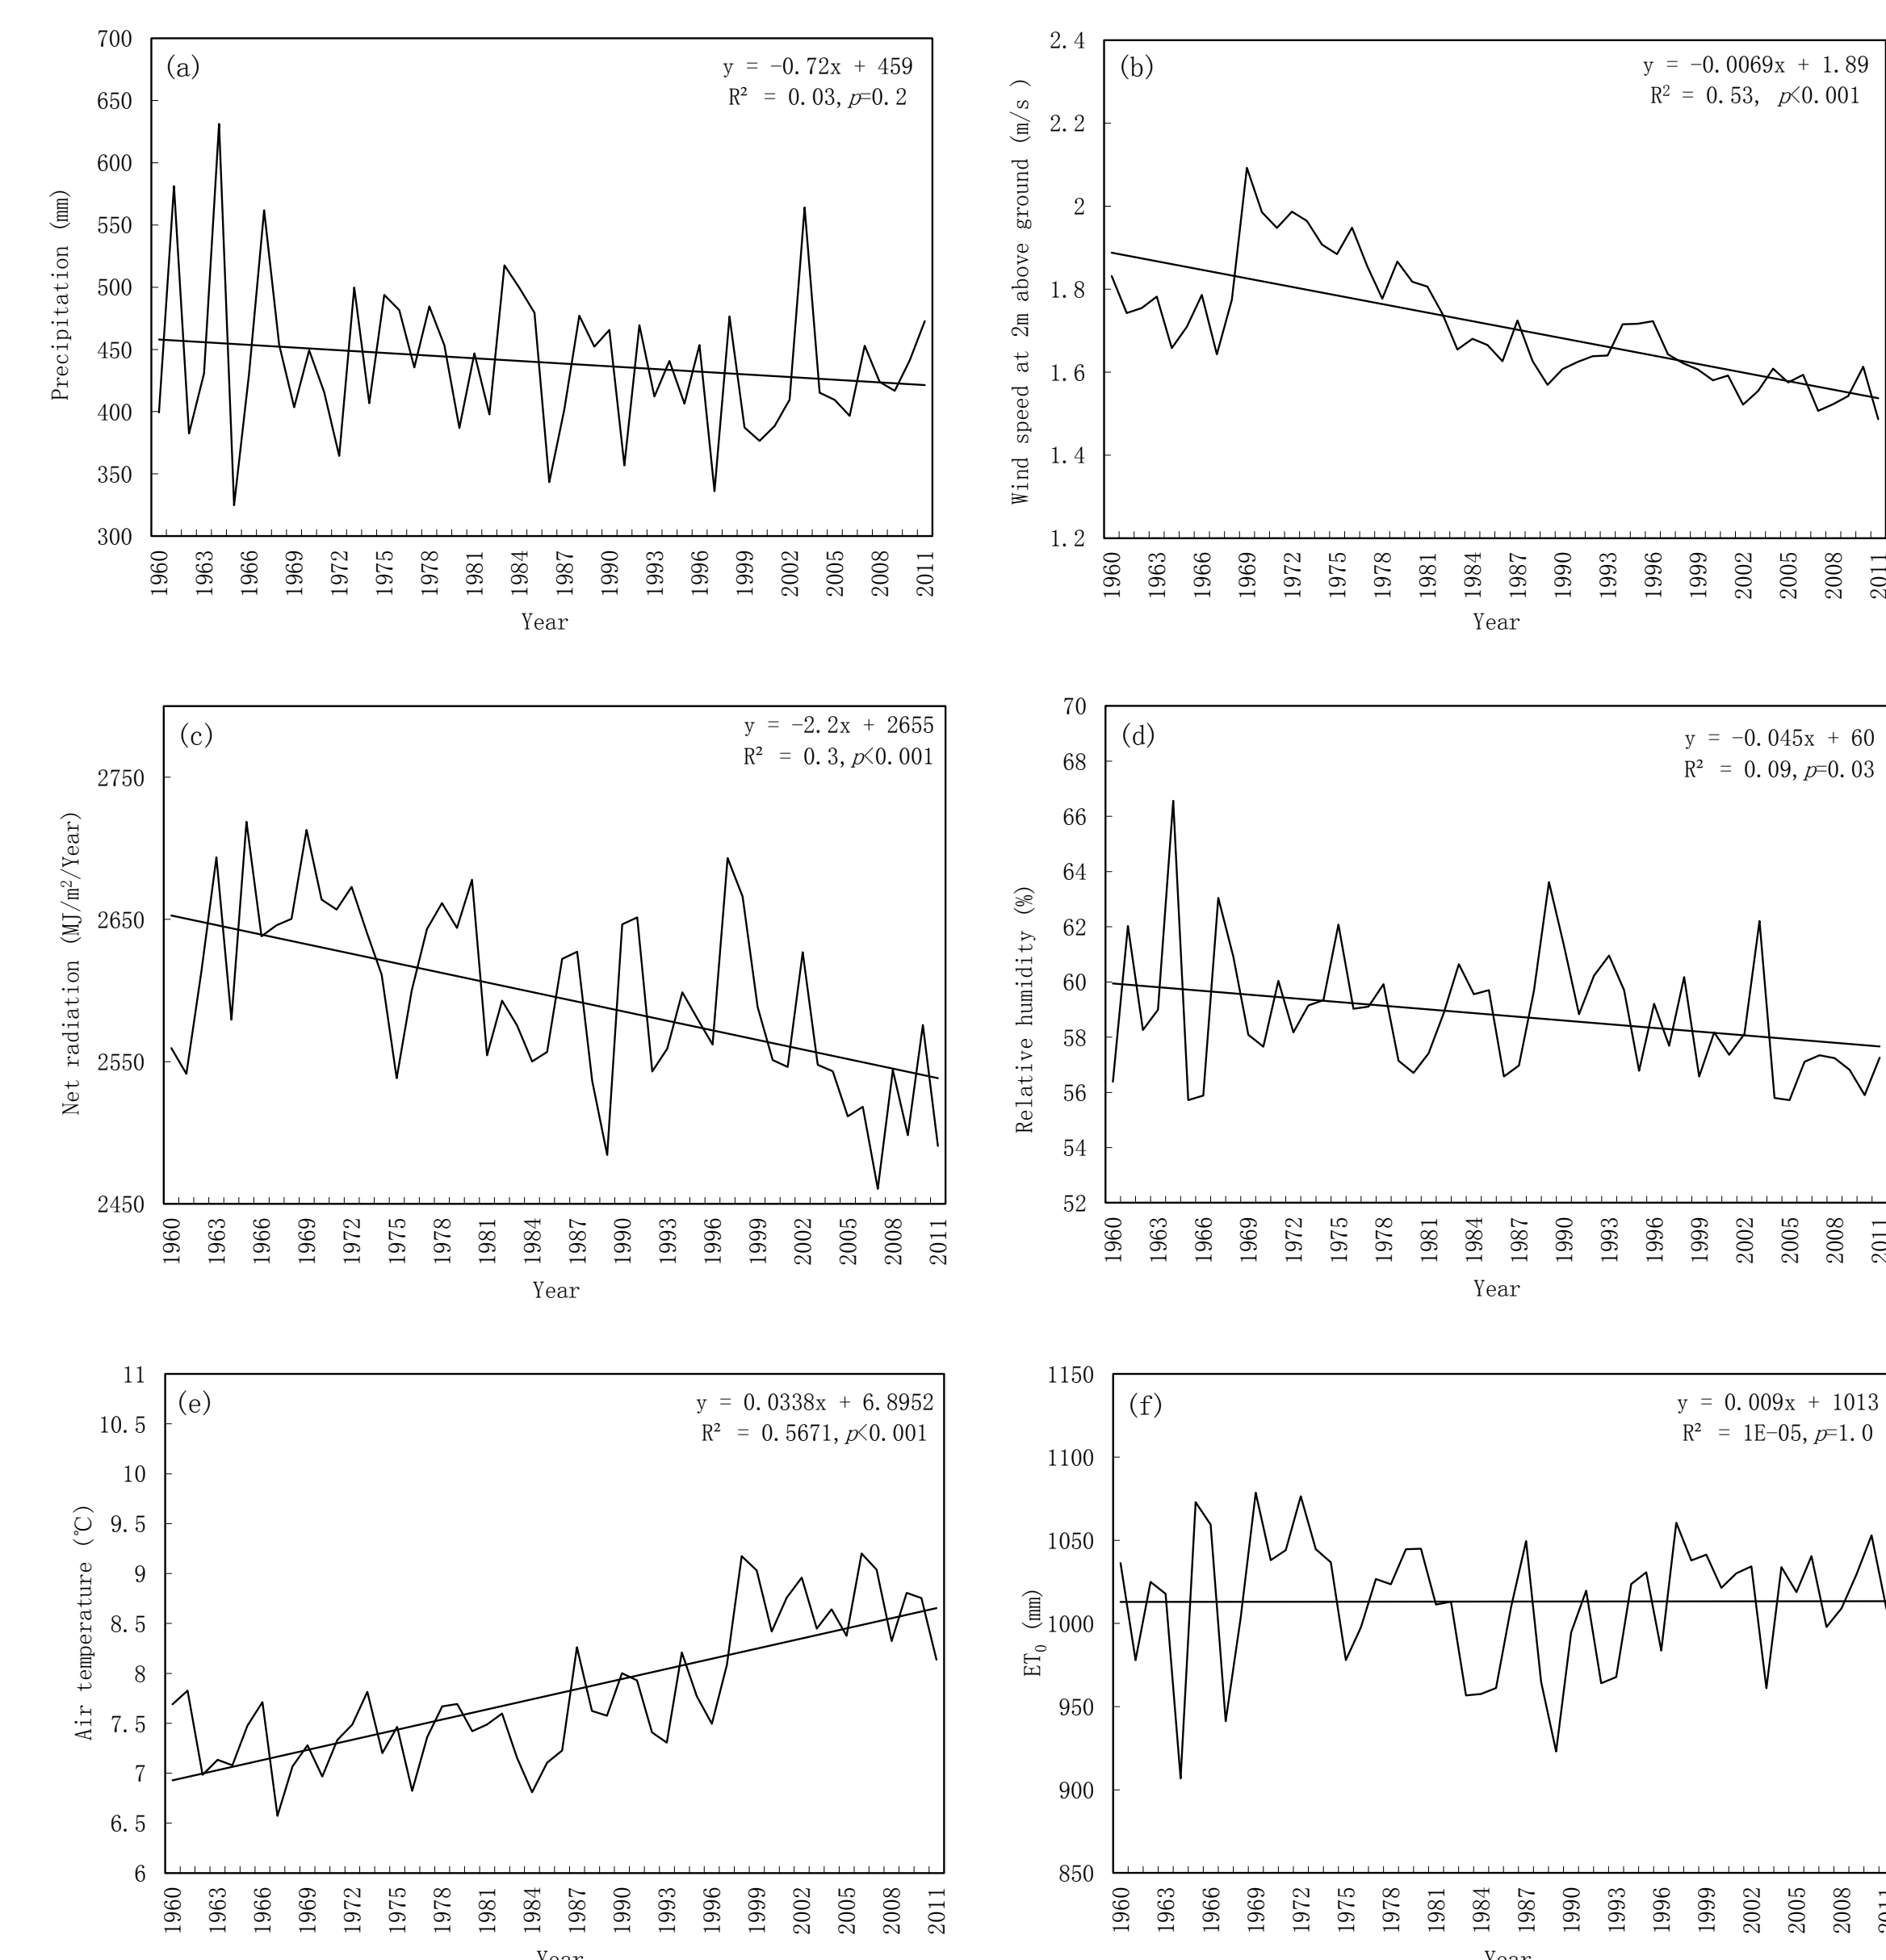 (a)
y = -0.72x + 459
R² = 0.03, p=0.2
Precipitation (mm)
700
650
600
550
500
450
400
350
300
1960 1963 1966 1969 1972 1975 1978 1981 1984 1987 1990 1993 1996 1999 2002 2005 2008 2011
Year
(b)
y = -0.0069x + 1.89
R² = 0.53, p<0.001
Wind speed at 2m above ground (m/s )
2.4
2.2
2
1.8
1.6
1.4
1.2
1960 1963 1966 1969 1972 1975 1978 1981 1984 1987 1990 1993 1996 1999 2002 2005 2008 2011
Year
(c)
y = -2.2x + 2655
R² = 0.3, p<0.001
Net radiation (MJ/m²/Year)
2750
2650
2550
2450
1960 1963 1966 1969 1972 1975 1978 1981 1984 1987 1990 1993 1996 1999 2002 2005 2008 2011
Year
(d)
y = -0.045x + 60
R² = 0.09, p=0.03
Relative humidity (%)
70
68
66
64
62
60
58
56
54
52
1960 1963 1966 1969 1972 1975 1978 1981 1984 1987 1990 1993 1996 1999 2002 2005 2008 2011
Year
(e)
y = 0.0338x + 6.8952
R² = 0.5671, p<0.001
Air temperature (℃)
11
10.5
10
9.5
9
8.5
8
7.5
7
6.5
6
1960 1963 1966 1969 1972 1975 1978 1981 1984 1987 1990 1993 1996 1999 2002 2005 2008 2011
Year
(f)
y = 0.009x + 1013
R² = 1E-05, p=1.0
ET₀ (mm)
1150
1100
1050
1000
950
900
850
1960 1963 1966 1969 1972 1975 1978 1981 1984 1987 1990 1993 1996 1999 2002 2005 2008 2011
Year